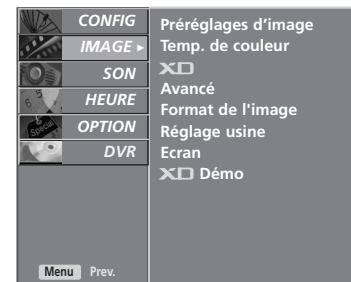 CONFIG
IMAGE ►
SON
HEURE
OPTION
DVR
Menu Prev.
Préréglages d’image
Temp. de couleur
XD
Avancé
Format de l'image
Réglage usine
Ecran
XD Démo